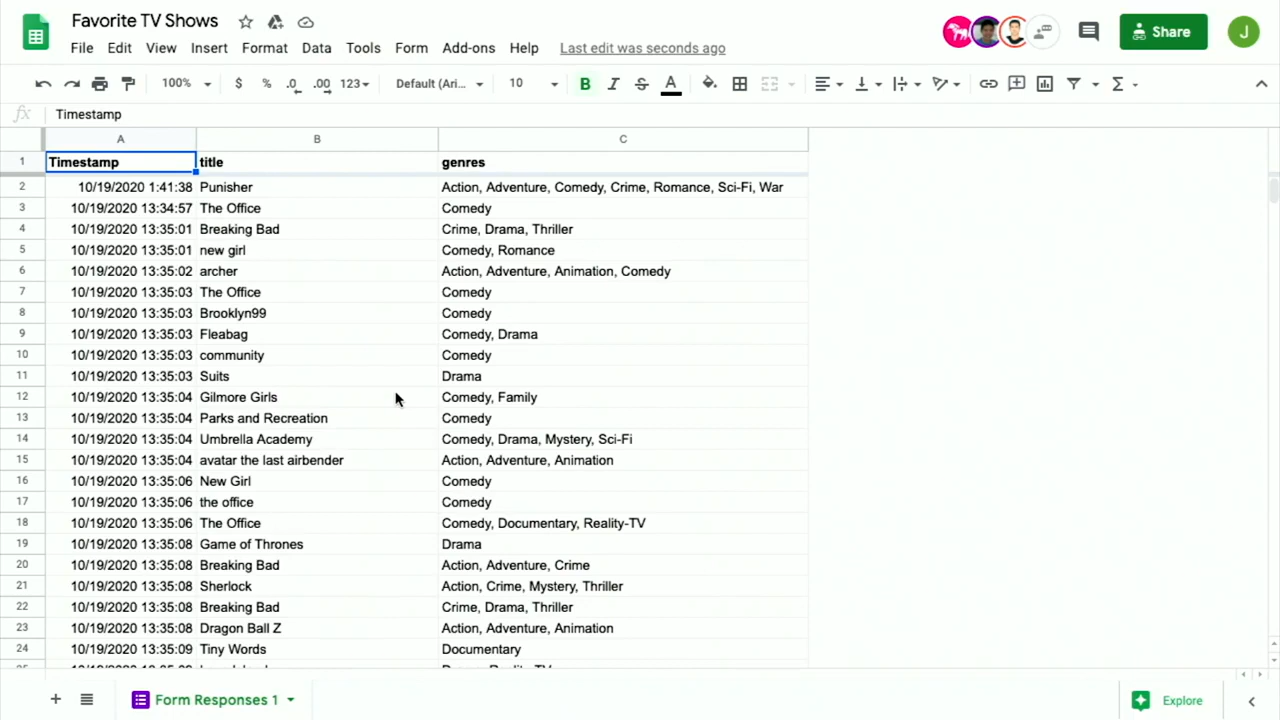 Favorite TV Shows
File Edit View Insert Format Data Tools Form Add-ons Help Last edit was seconds ago
Share J
100% $ % .0 .00 123 Default (Ari... 10 B I S A
fx Timestamp
A B C
1 Timestamp title genres
2 10/19/2020 1:41:38 Punisher Action, Adventure, Comedy, Crime, Romance, Sci-Fi, War
3 10/19/2020 13:34:57 The Office Comedy
4 10/19/2020 13:35:01 Breaking Bad Crime, Drama, Thriller
5 10/19/2020 13:35:01 new girl Comedy, Romance
6 10/19/2020 13:35:02 archer Action, Adventure, Animation, Comedy
7 10/19/2020 13:35:03 The Office Comedy
8 10/19/2020 13:35:03 Brooklyn99 Comedy
9 10/19/2020 13:35:03 Fleabag Comedy, Drama
10 10/19/2020 13:35:03 community Comedy
11 10/19/2020 13:35:03 Suits Drama
12 10/19/2020 13:35:04 Gilmore Girls Comedy, Family
13 10/19/2020 13:35:04 Parks and Recreation Comedy
14 10/19/2020 13:35:04 Umbrella Academy Comedy, Drama, Mystery, Sci-Fi
15 10/19/2020 13:35:04 avatar the last airbender Action, Adventure, Animation
16 10/19/2020 13:35:06 New Girl Comedy
17 10/19/2020 13:35:06 the office Comedy
18 10/19/2020 13:35:06 The Office Comedy, Documentary, Reality-TV
19 10/19/2020 13:35:08 Game of Thrones Drama
20 10/19/2020 13:35:08 Breaking Bad Action, Adventure, Crime
21 10/19/2020 13:35:08 Sherlock Action, Crime, Mystery, Thriller
22 10/19/2020 13:35:08 Breaking Bad Crime, Drama, Thriller
23 10/19/2020 13:35:08 Dragon Ball Z Action, Adventure, Animation
24 10/19/2020 13:35:09 Tiny Words Documentary
Form Responses 1 Explore